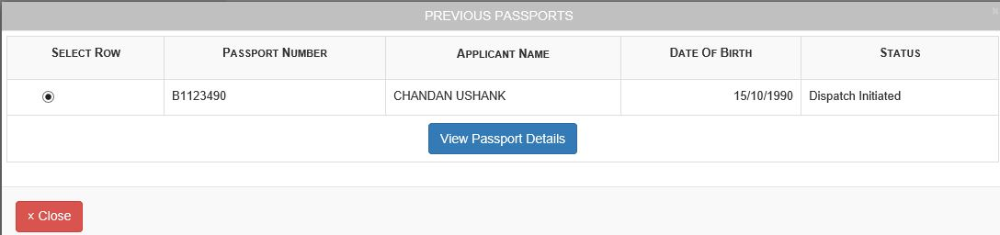 PREVIOUS PASSPORTS
SELECT ROW PASSPORT NUMBER APPLICANT NAME DATE OF BIRTH STATUS
B1123490 CHANDAN USHANK 15/10/1990 Dispatch Initiated
View Passport Details
× Close